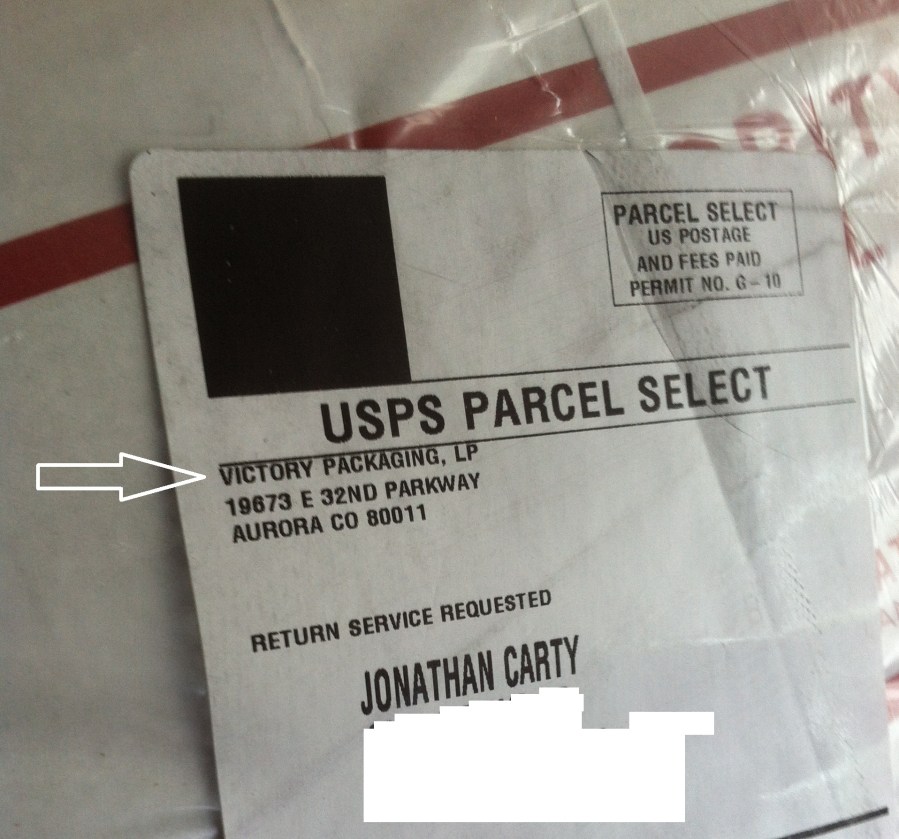 PARCEL SELECT
US POSTAGE
AND FEES PAID
PERMIT NO. G-10
USPS PARCEL SELECT
VICTORY PACKAGING, LP
19673 E 32ND PARKWAY
AURORA CO 80011
RETURN SERVICE REQUESTED
JONATHAN CARTY